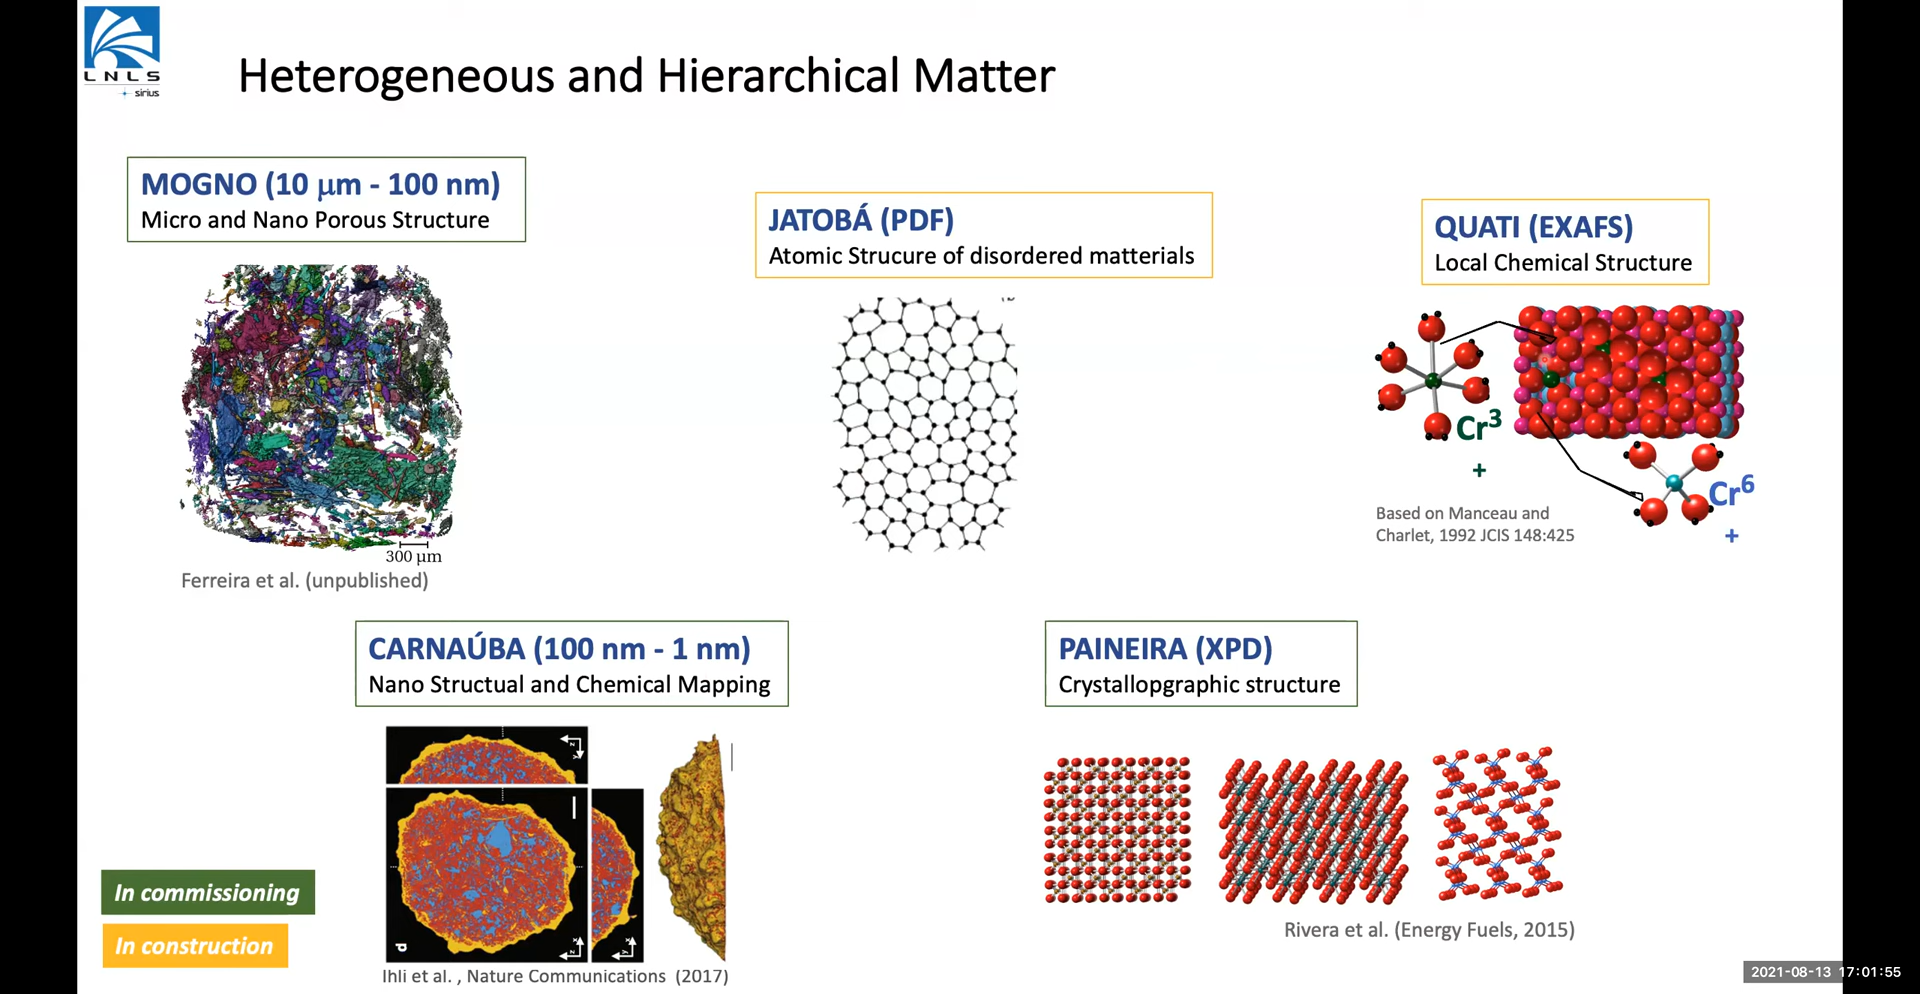 LNLS
sirius
Heterogeneous and Hierarchical Matter
MOGNO (10 μm - 100 nm)
Micro and Nano Porous Structure
300 μm
Ferreira et al. (unpublished)
JATOBÁ (PDF)
Atomic Strucure of disordered matterials
QUATI (EXAFS)
Local Chemical Structure
Cr3
+
Cr6
+
Based on Manceau and
Charlet, 1992 JCIS 148:425
CARNAÚBA (100 nm - 1 nm)
Nano Structual and Chemical Mapping
d
Ihli et al. , Nature Communications (2017)
PAINEIRA (XPD)
Crystallopgraphic structure
Rivera et al. (Energy Fuels, 2015)
In commissioning
In construction
2021-08-13 17:01:55